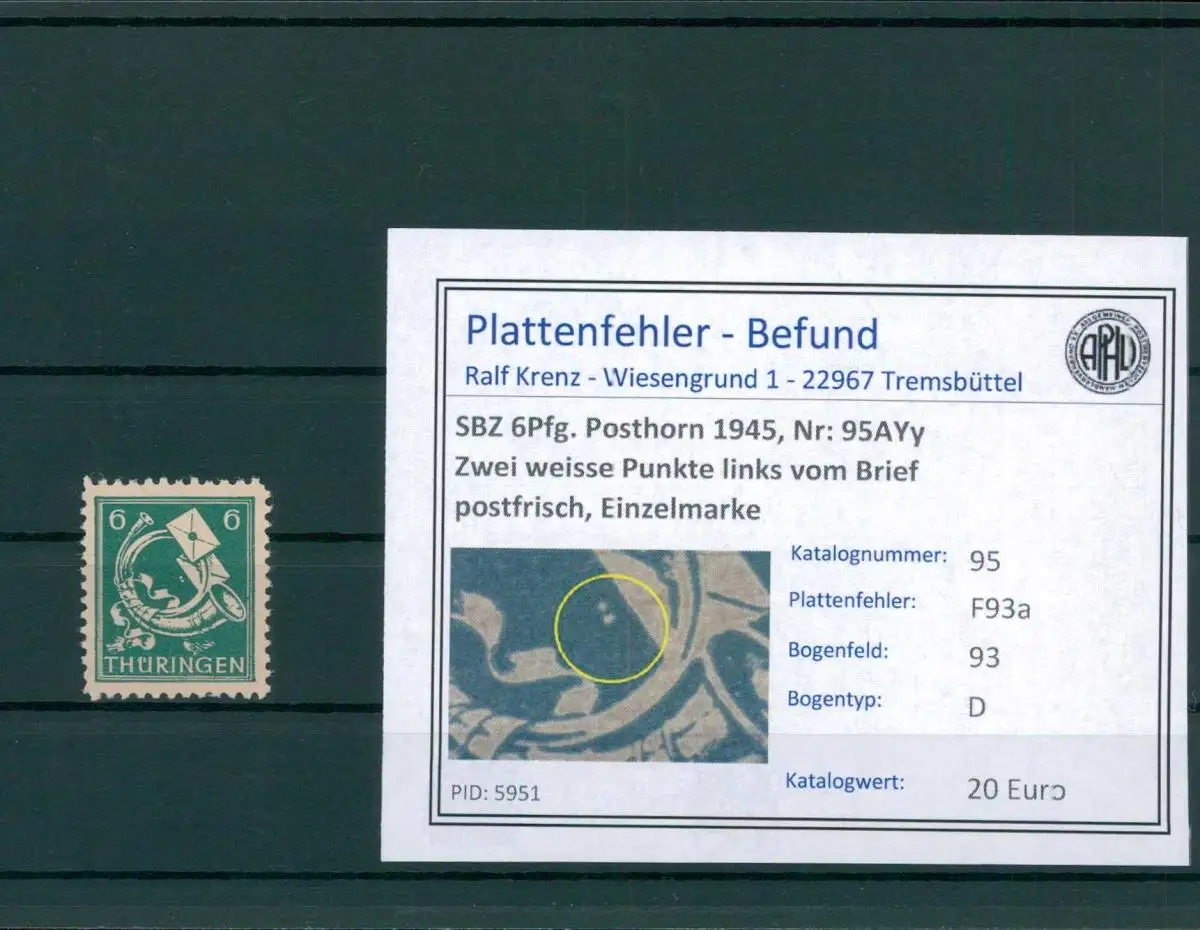 6 6
THÜRINGEN
Plattenfehler - Befund
Ralf Krenz - Wiesengrund 1 - 22967 Tremsbüttel
APHV
SBZ 6Pfg. Posthorn 1945, Nr: 95AYy
Zwei weisse Punkte links vom Brief
postfrisch, Einzelmarke
Katalognummer: 95
Plattenfehler: F93a
Bogenfeld: 93
Bogentyp: D
Katalogwert: 20 Euro
PID: 5951